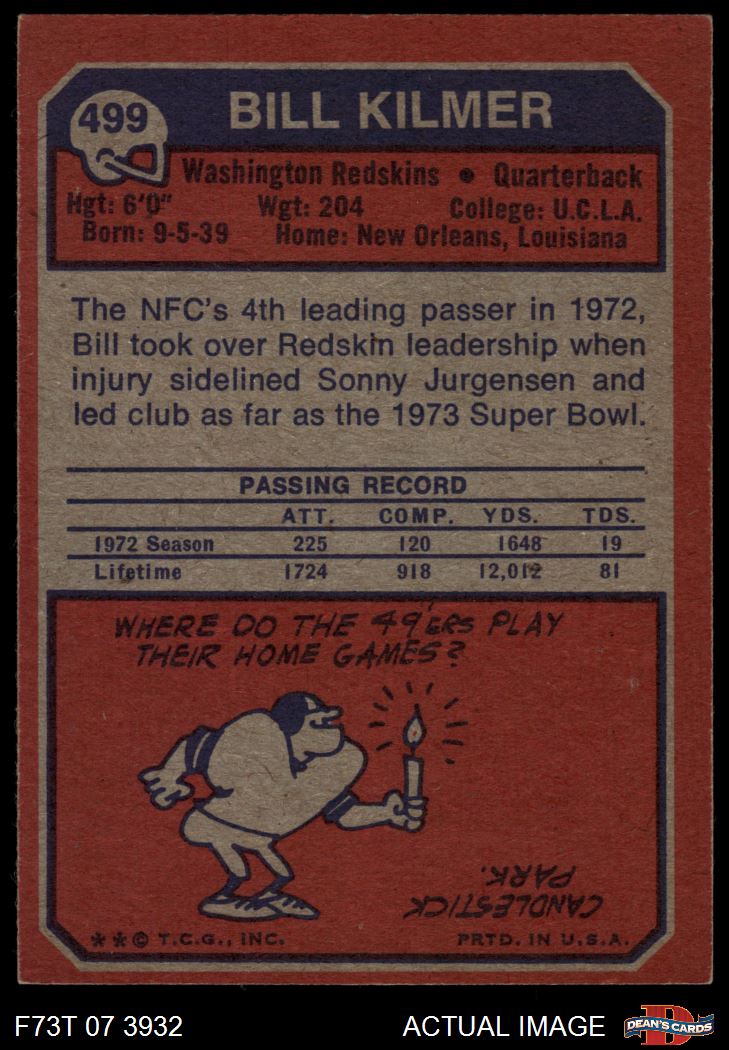 499
BILL KILMER
Washington Redskins • Quarterback
Hgt: 6'0" Wgt: 204 College: U.C.L.A.
Born: 9-5-39 Home: New Orleans, Louisiana
The NFC's 4th leading passer in 1972,
Bill took over Redskin leadership when
injury sidelined Sonny Jurgensen and
led club as far as the 1973 Super Bowl.
PASSING RECORD
ATT. COMP. YDS. TDS.
1972 Season 225 120 1648 19
Lifetime 1724 918 12,012 81
WHERE DO THE 49'ERS PLAY
THEIR HOME GAMES?
CANDLESTICK
PARK.
**© T.C.G., INC. PRTD. IN U.S.A.
F73T 07 3932 ACTUAL IMAGE
D
DEAN'S CARDS